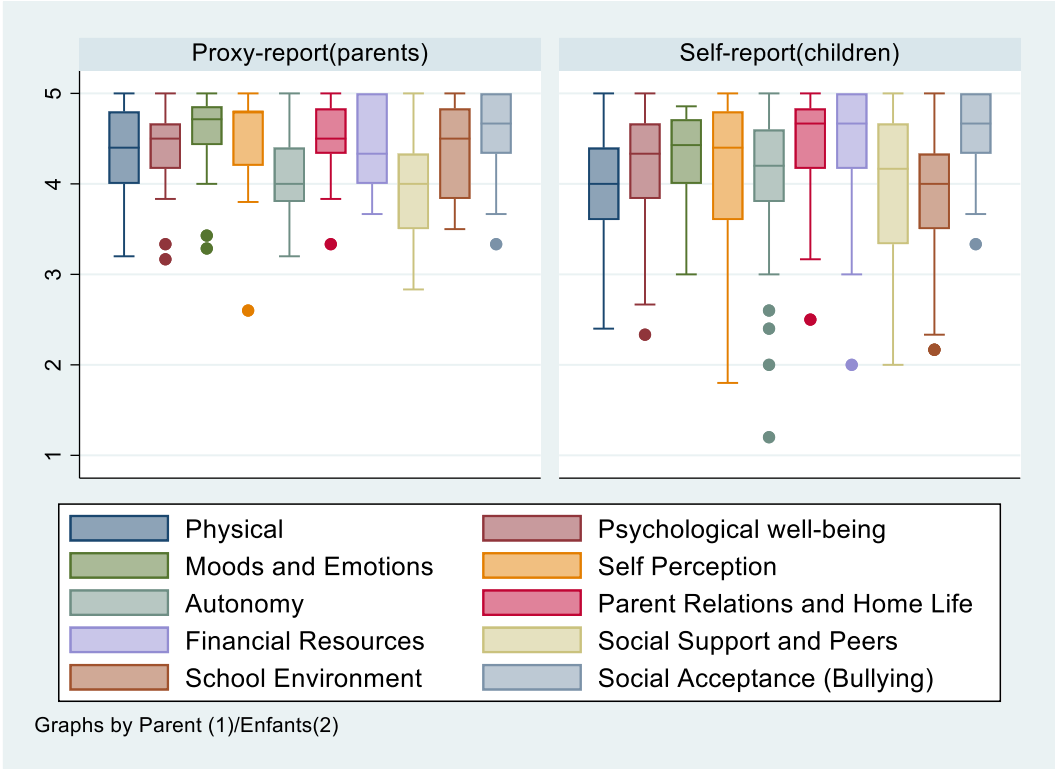 Proxy-report(parents) Self-report(children)
5
4
3
2
1
Physical Psychological well-being
Moods and Emotions Self Perception
Autonomy Parent Relations and Home Life
Financial Resources Social Support and Peers
School Environment Social Acceptance (Bullying)
Graphs by Parent (1)/Enfants(2)